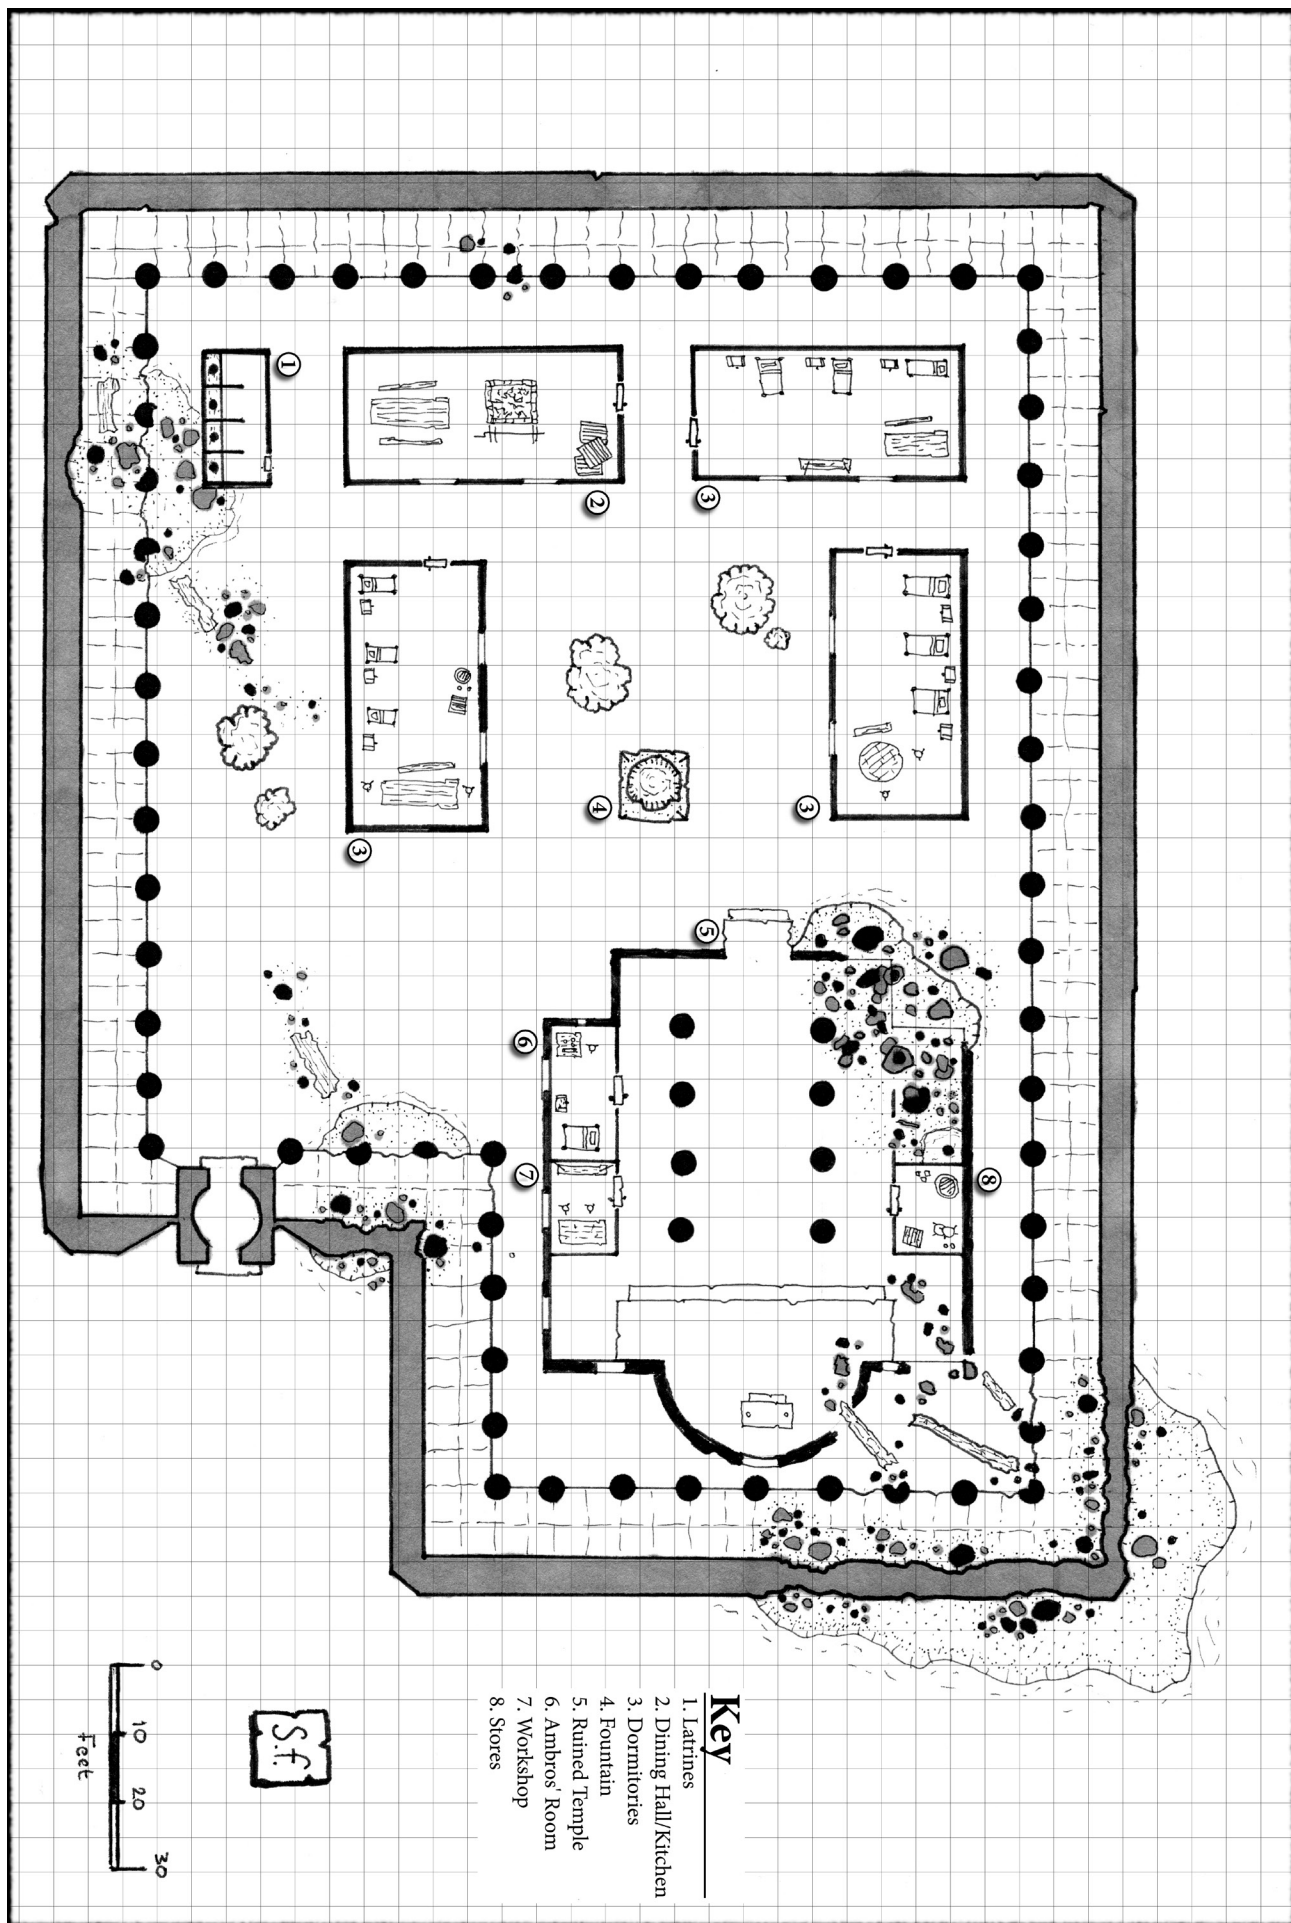 1
2
3
3
4
3
5
6
7
8
Key
1. Latrines
2. Dining Hall/Kitchen
3. Dormitories
4. Fountain
5. Ruined Temple
6. Ambros' Room
7. Workshop
8. Stores
S.f.
0 10 20 30
Feet